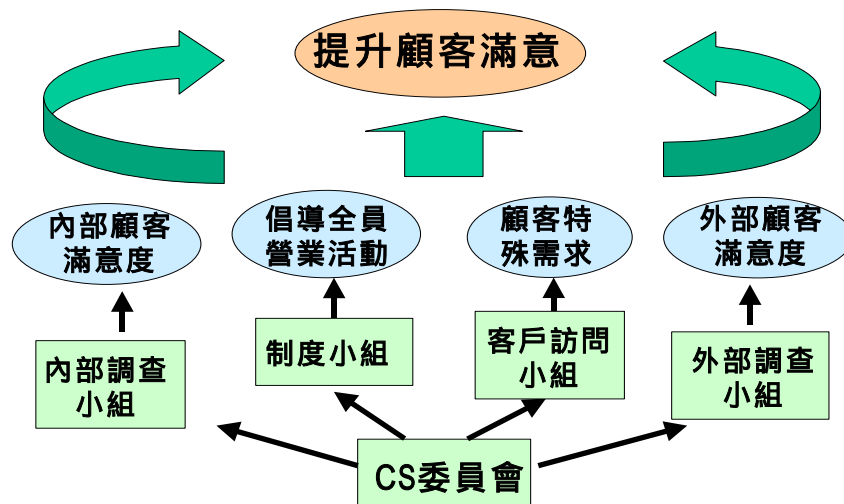 提升顧客滿意
內部顧客
滿意度
倡導全員
營業活動
顧客特
殊需求
外部顧客
滿意度
內部調查
小組
制度小組
客戶訪問
小組
外部調查
小組
CS委員會